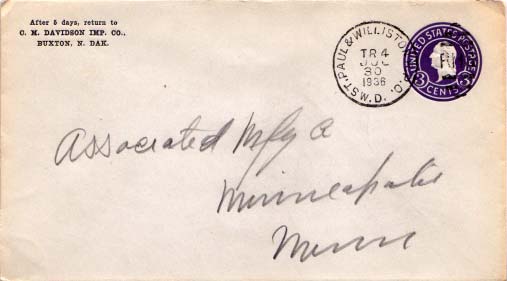 After 5 days, return to
C. M. DAVIDSON IMP. CO.,
BUXTON, N. DAK.
ST. PAUL & WILLISTON R.P.O.
TR 4
JUL
30
1936
W.D.
UNITED STATES POSTAGE
3 CENTS 3
Associated Mfg Co
Minneapolis
Minn